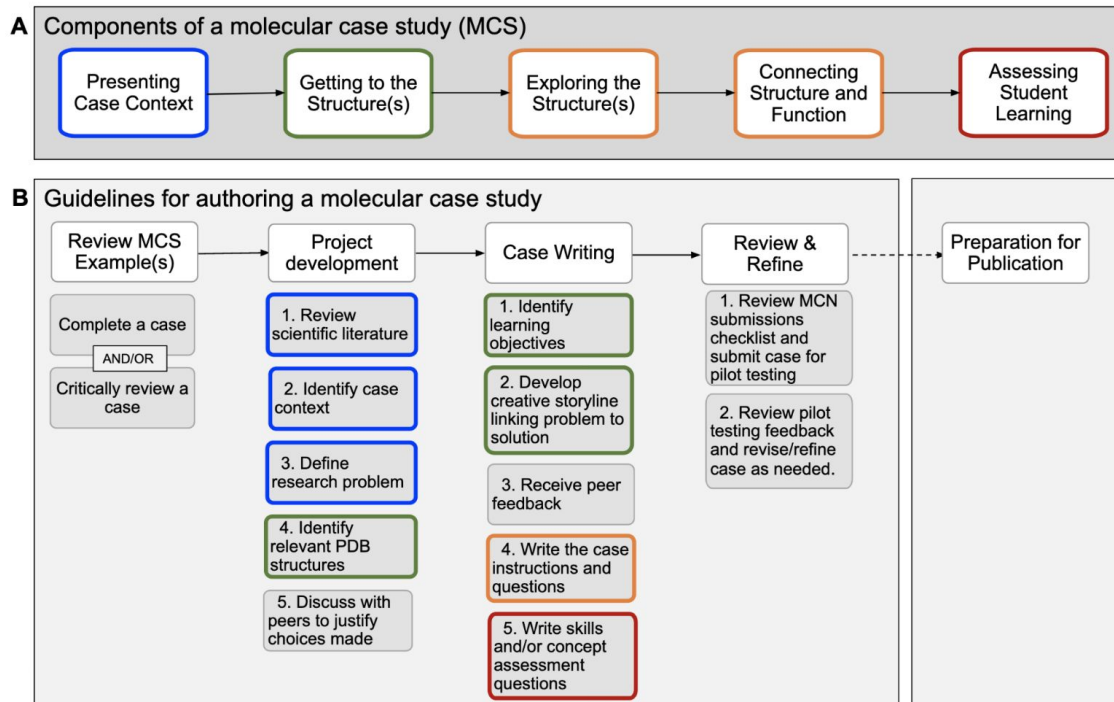 A
Components of a molecular case study (MCS)
Presenting
Case Context
Getting to the
Structure(s)
Exploring the
Structure(s)
Connecting
Structure and
Function
Assessing
Student
Learning
B
Guidelines for authoring a molecular case study
Review MCS
Example(s)
Complete a case
AND/OR
Critically review a
case
Project
development
1. Review
scientific literature
2. Identify case
context
3. Define
research problem
4. Identify
relevant PDB
structures
5. Discuss with
peers to justify
choices made
Case Writing
1. Identify
learning
objectives
2. Develop
creative storyline
linking problem to
solution
3. Receive peer
feedback
4. Write the case
instructions and
questions
5. Write skills
and/or concept
assessment
questions
Review &
Refine
1. Review MCN
submissions
checklist and
submit case for
pilot testing
2. Review pilot
testing feedback
and revise/refine
case as needed.
Preparation for
Publication